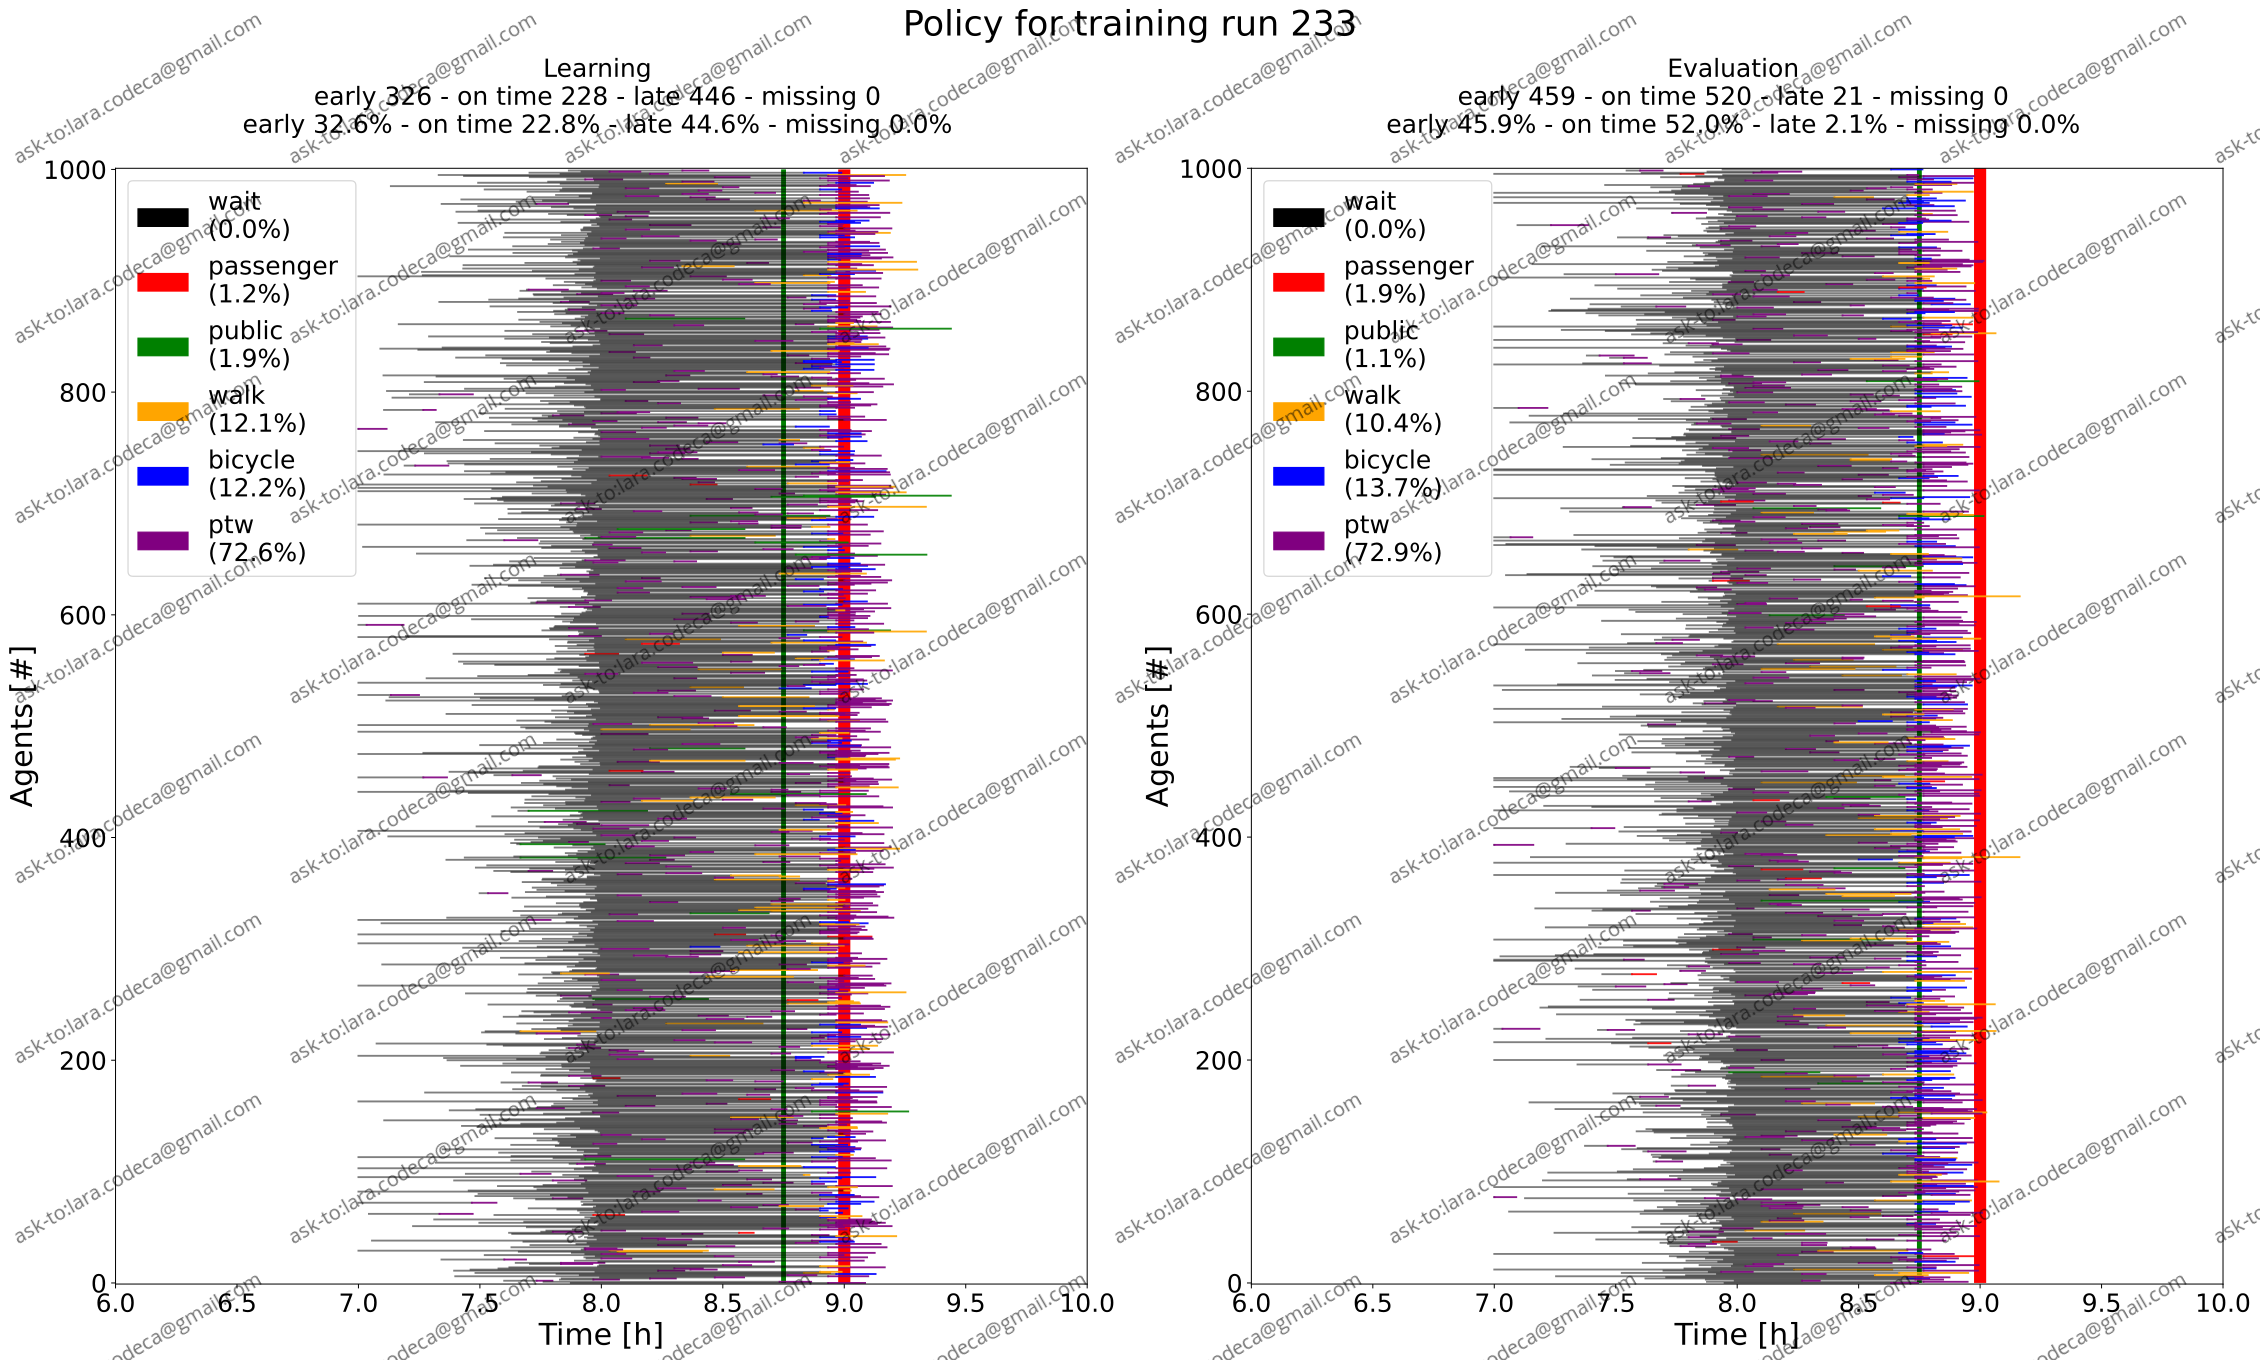 Policy for training run 233
Learning
early 326 - on time 228 - late 446 - missing 0
early 32.6% - on time 22.8% - late 44.6% - missing 0.0%
Evaluation
early 459 - on time 520 - late 21 - missing 0
early 45.9% - on time 52.0% - late 2.1% - missing 0.0%
wait
(0.0%)
passenger
(1.2%)
public
(1.9%)
walk
(12.1%)
bicycle
(12.2%)
ptw
(72.6%)
1000
800
600
400
200
0
Agents [#]
6.0 6.5 7.0 7.5 8.0 8.5 9.0 9.5 10.0
Time [h]
wait
(0.0%)
passenger
(1.9%)
public
(1.1%)
walk
(10.4%)
bicycle
(13.7%)
ptw
(72.9%)
1000
800
600
400
200
0
Agents [#]
6.0 6.5 7.0 7.5 8.0 8.5 9.0 9.5 10.0
Time [h]
ask-to:lara.codeca@gmail.com